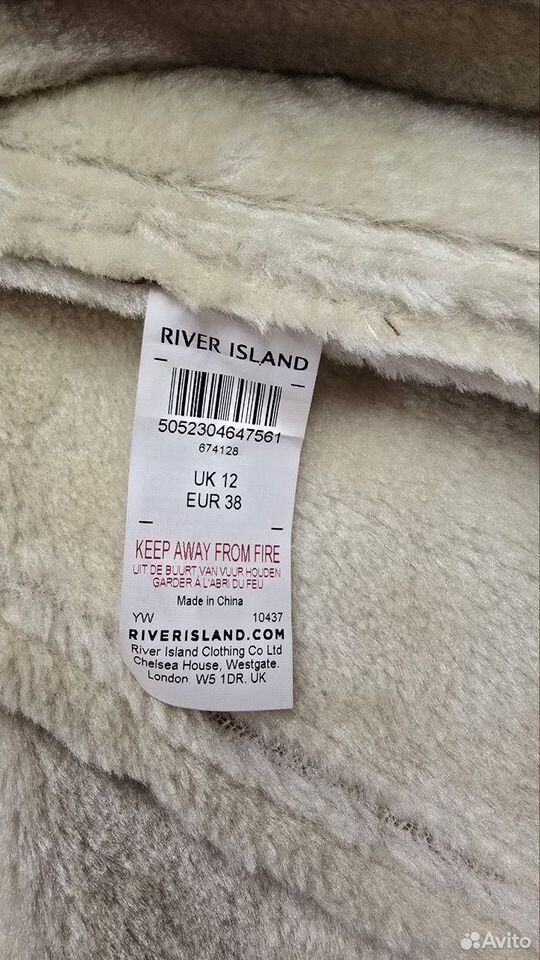 RIVER ISLAND
5052304647561
674128
UK 12
EUR 38
KEEP AWAY FROM FIRE
UIT DE BUURT VAN VUUR HOUDEN
GARDER À L'ABRI DU FEU
Made in China
YW 10437
RIVERISLAND.COM
River Island Clothing Co Ltd
Chelsea House, Westgate.
London. W5 1DR. UK
Avito